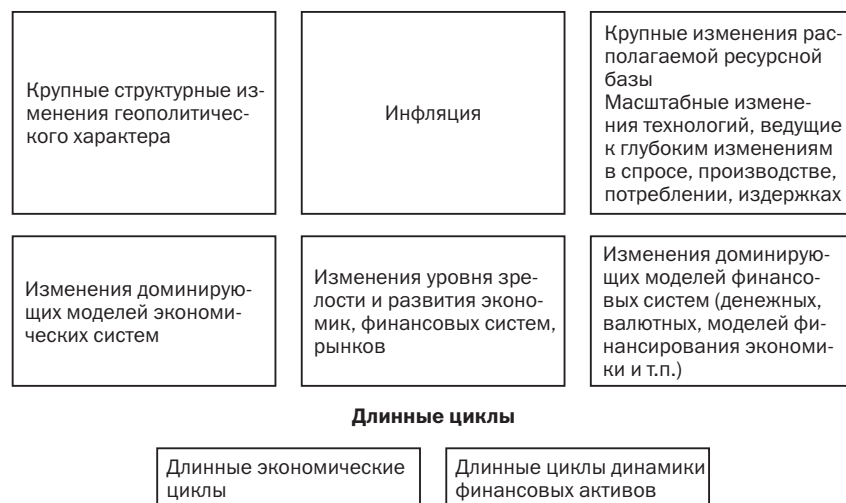 Крупные структурные из-
менения геополитичес-
кого характера
Инфляция
Крупные изменения рас-
полагаемой ресурсной
базы
Масштабные измене-
ния технологий, ведущие
к глубоким изменениям
в спросе, производстве,
потреблении, издержках
Изменения доминирую-
щих моделей экономи-
ческих систем
Изменения уровня зре-
лости и развития эконо-
мик, финансовых систем,
рынков
Изменения доминирую-
щих моделей финансо-
вых систем (денежных,
валютных, моделей фи-
нансирования экономи-
ки и т.п.)
Длинные циклы
Длинные экономические
циклы
Длинные циклы динамики
финансовых активов